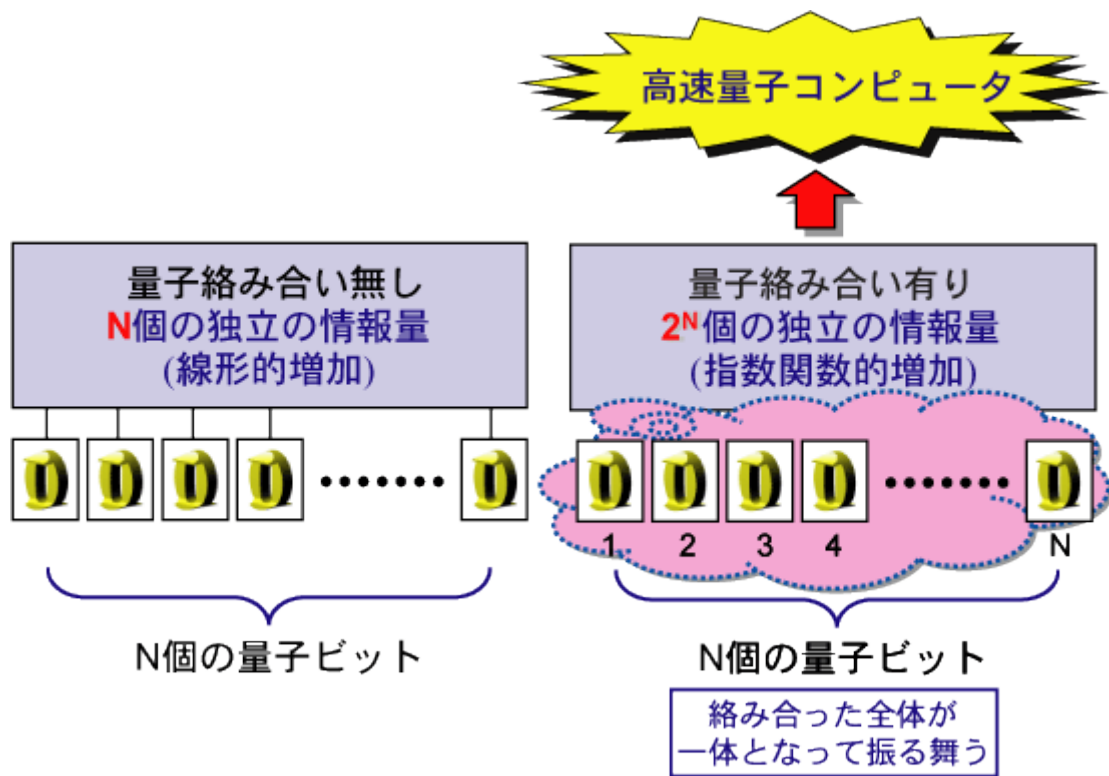 高速量子コンピュータ
量子絡み合い無し
N個の独立の情報量
(線形的増加)
量子絡み合い有り
2ᴺ個の独立の情報量
(指数関数的増加)
•••••••
•••••••
1 2 3 4 N
N個の量子ビット
N個の量子ビット
絡み合った全体が
一体となって振る舞う